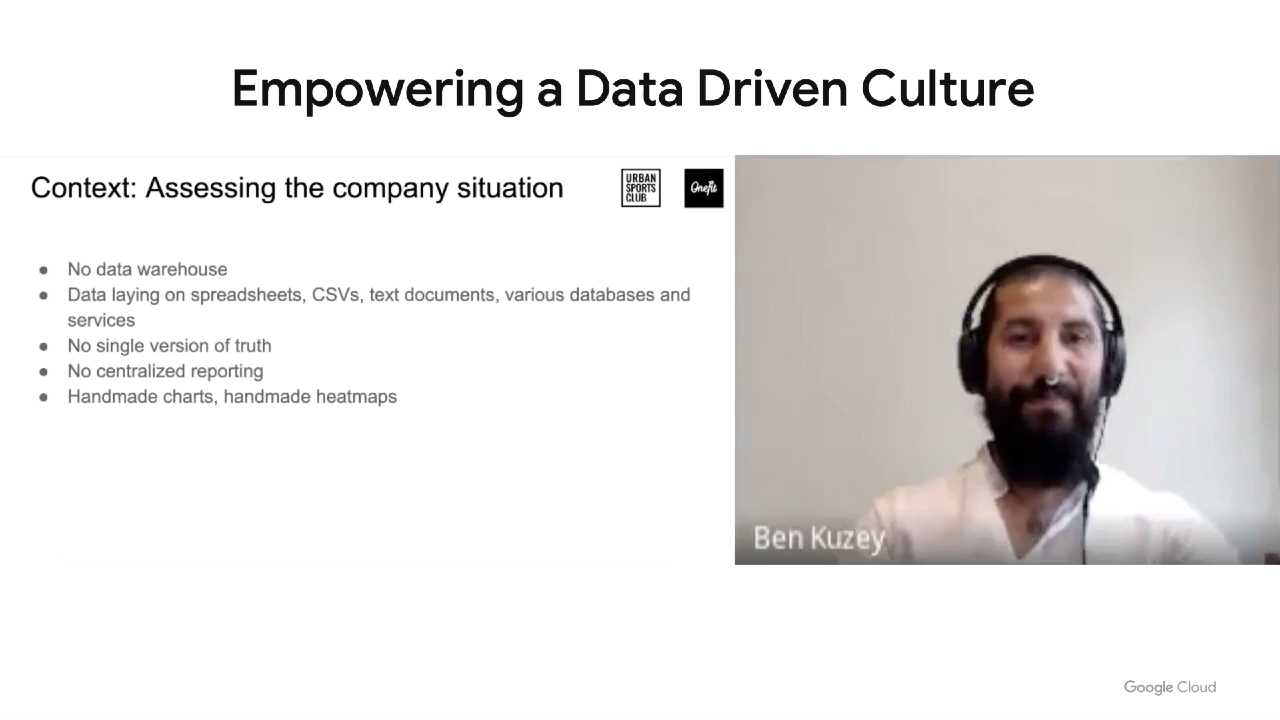 Empowering a Data Driven Culture
Context: Assessing the company situation
URBAN
SPORTS
CLUB
Onefit
● No data warehouse
● Data laying on spreadsheets, CSVs, text documents, various databases and
services
● No single version of truth
● No centralized reporting
● Handmade charts, handmade heatmaps
Ben Kuzey
Google Cloud